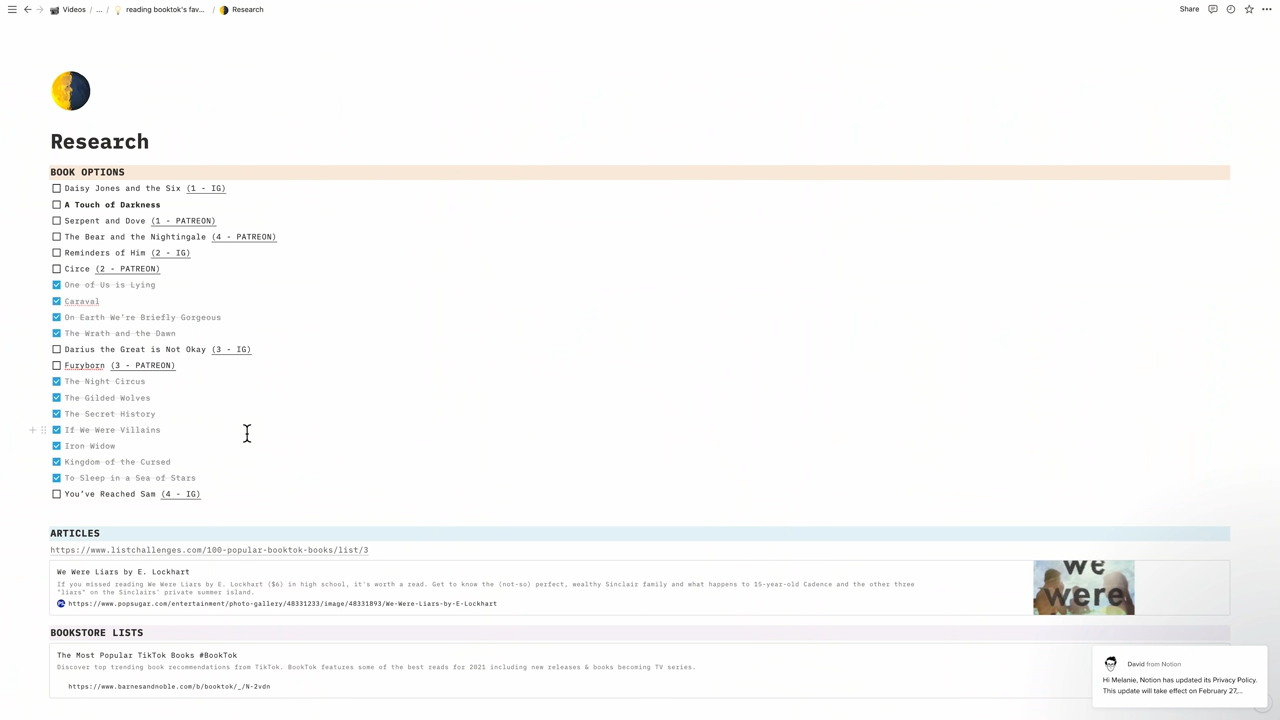 Videos / ... / reading booktok's fav... / Research
Share
Research
BOOK OPTIONS
Daisy Jones and the Six (1 - IG)
A Touch of Darkness
Serpent and Dove (1 - PATREON)
The Bear and the Nightingale (4 - PATREON)
Reminders of Him (2 - IG)
Circe (2 - PATREON)
One of Us is Lying
Caraval
On Earth We're Briefly Gorgeous
The Wrath and the Dawn
Darius the Great is Not Okay (3 - IG)
Furyborn (3 - PATREON)
The Night Circus
The Gilded Wolves
The Secret History
If We Were Villains
Iron Widow
Kingdom of the Cursed
To Sleep in a Sea of Stars
You've Reached Sam (4 - IG)
ARTICLES
https://www.listchallenges.com/100-popular-booktok-books/list/3
We Were Liars by E. Lockhart
If you missed reading We Were Liars by E. Lockhart ($6) in high school, it's worth a read. Get to know the (not-so) perfect, wealthy Sinclair family and what happens to 15-year-old Cadence and the other three
"liars" on the Sinclairs' private summer island.
https://www.popsugar.com/entertainment/photo-gallery/48331233/image/48331893/We-Were-Liars-by-E-Lockhart
we
were
BOOKSTORE LISTS
The Most Popular TikTok Books #BookTok
Discover top trending book recommendations from TikTok. BookTok features some of the best reads for 2021 including new releases & books becoming TV series.
https://www.barnesandnoble.com/b/booktok/_/N-2vdn
David from Notion
Hi Melanie, Notion has updated its Privacy Policy.
This update will take effect on February 27,...